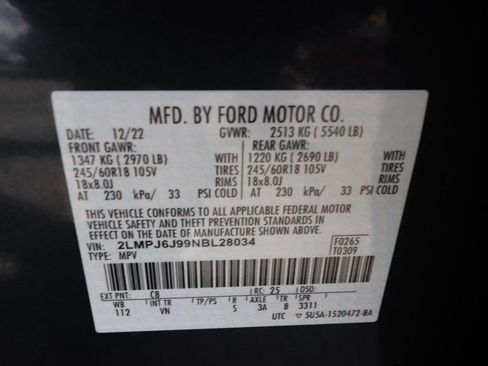 MFD. BY FORD MOTOR CO.
DATE: 12/22 GVWR: 2513 KG ( 5540 LB)
FRONT GAWR: REAR GAWR:
1347 KG ( 2970 LB) WITH 1220 KG ( 2690 LB) WITH
245/60R18 105V TIRES 245/60R18 105V TIRES
18x8.0J RIMS 18x8.0J RIMS
AT 230 kPa/ 33 PSI COLD AT 230 kPa/ 33 PSI COLD
THIS VEHICLE CONFORMS TO ALL APPLICABLE FEDERAL MOTOR
VEHICLE SAFETY AND THEFT PREVENTION STANDARDS IN
EFFECT ON THE DATE OF MANUFACTURE SHOWN ABOVE.
VIN: 2LMPJ6J99NBL28034 F0265
TYPE: MPV T0309
EXT PNT: C8 RC: 25
WB INT TR TP/PS R AXLE TR SPR
112 VN S 3A 8 3311
UTC ▽ 5U5A-1520472-BA